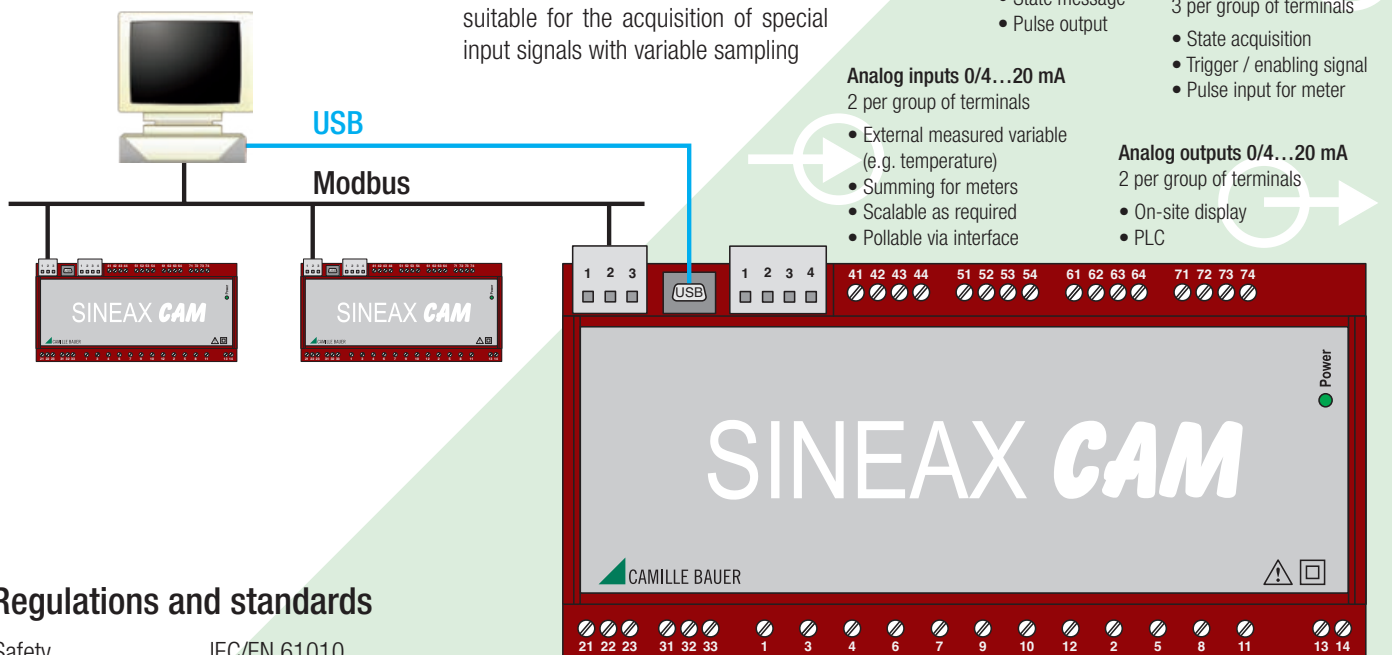 suitable for the acquisition of special
input signals with variable sampling
• State message
• Pulse output
3 per group of terminals
• State acquisition
• Trigger / enabling signal
• Pulse input for meter
Analog inputs 0/4…20 mA
2 per group of terminals
• External measured variable
(e.g. temperature)
• Summing for meters
• Scalable as required
• Pollable via interface
Analog outputs 0/4…20 mA
2 per group of terminals
• On-site display
• PLC
USB
Modbus
SINEAX CAM
CAMILLE BAUER
SINEAX CAM
CAMILLE BAUER
1 2 3
USB
1 2 3 4
41 42 43 44 51 52 53 54 61 62 63 64 71 72 73 74
Power
SINEAX CAM
CAMILLE BAUER
21 22 23 31 32 33 1 3 4 6 7 9 10 12 2 5 8 11 13 14
Regulations and standards
Safety IEC/EN 61010